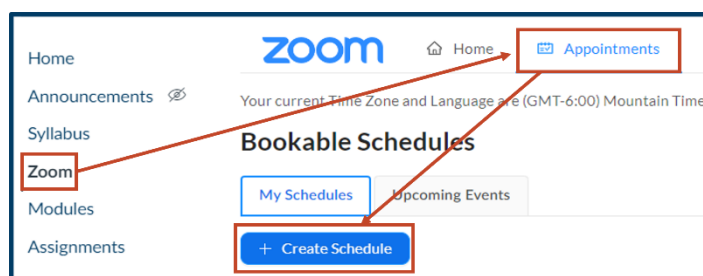 Home
Announcements
Syllabus
Zoom
Modules
Assignments
zoom
Home
Appointments
Your current Time Zone and Language are (GMT-6:00) Mountain Time
Bookable Schedules
My Schedules
Upcoming Events
+ Create Schedule